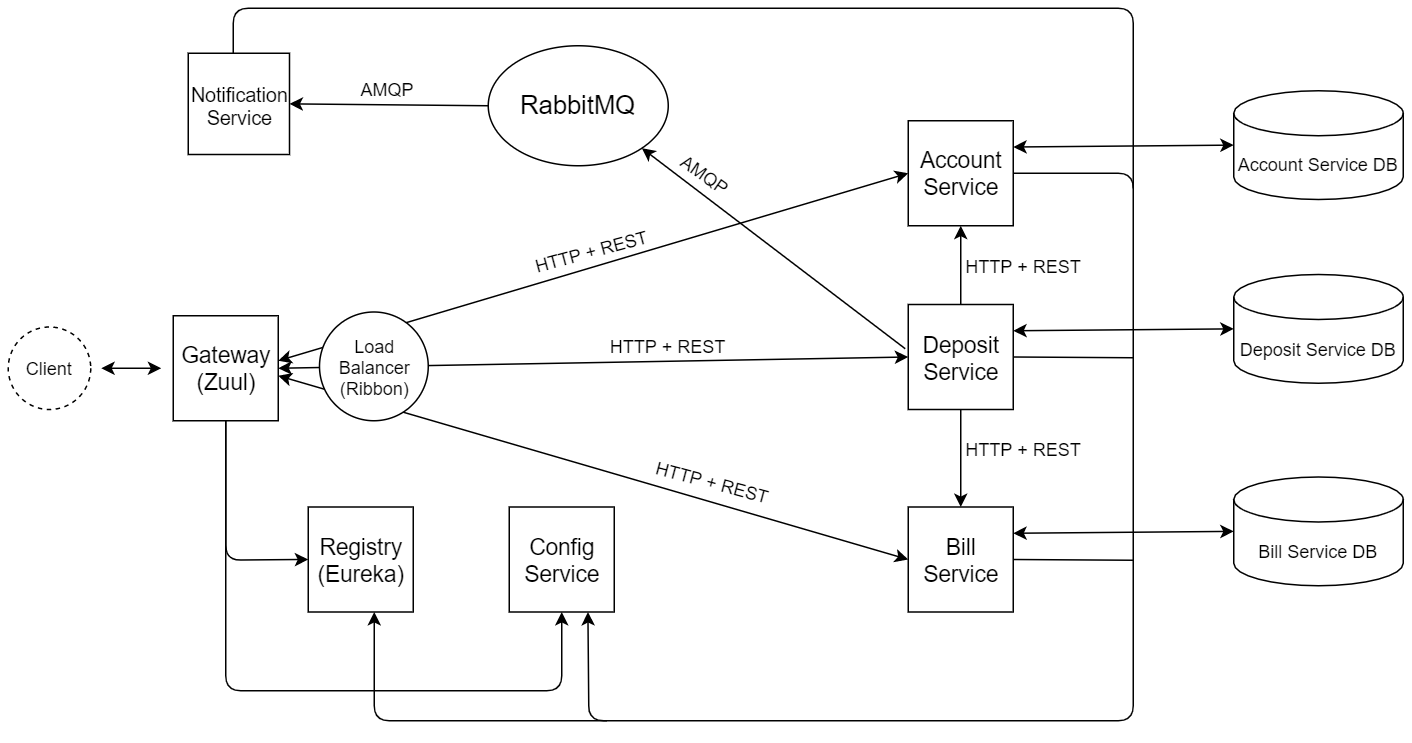 Notification
Service
AMQP
RabbitMQ
AMQP
Account
Service
Account Service DB
HTTP + REST
HTTP + REST
Client
Gateway
(Zuul)
Load
Balancer
(Ribbon)
HTTP + REST
Deposit
Service
Deposit Service DB
HTTP + REST
HTTP + REST
Registry
(Eureka)
Config
Service
Bill
Service
Bill Service DB